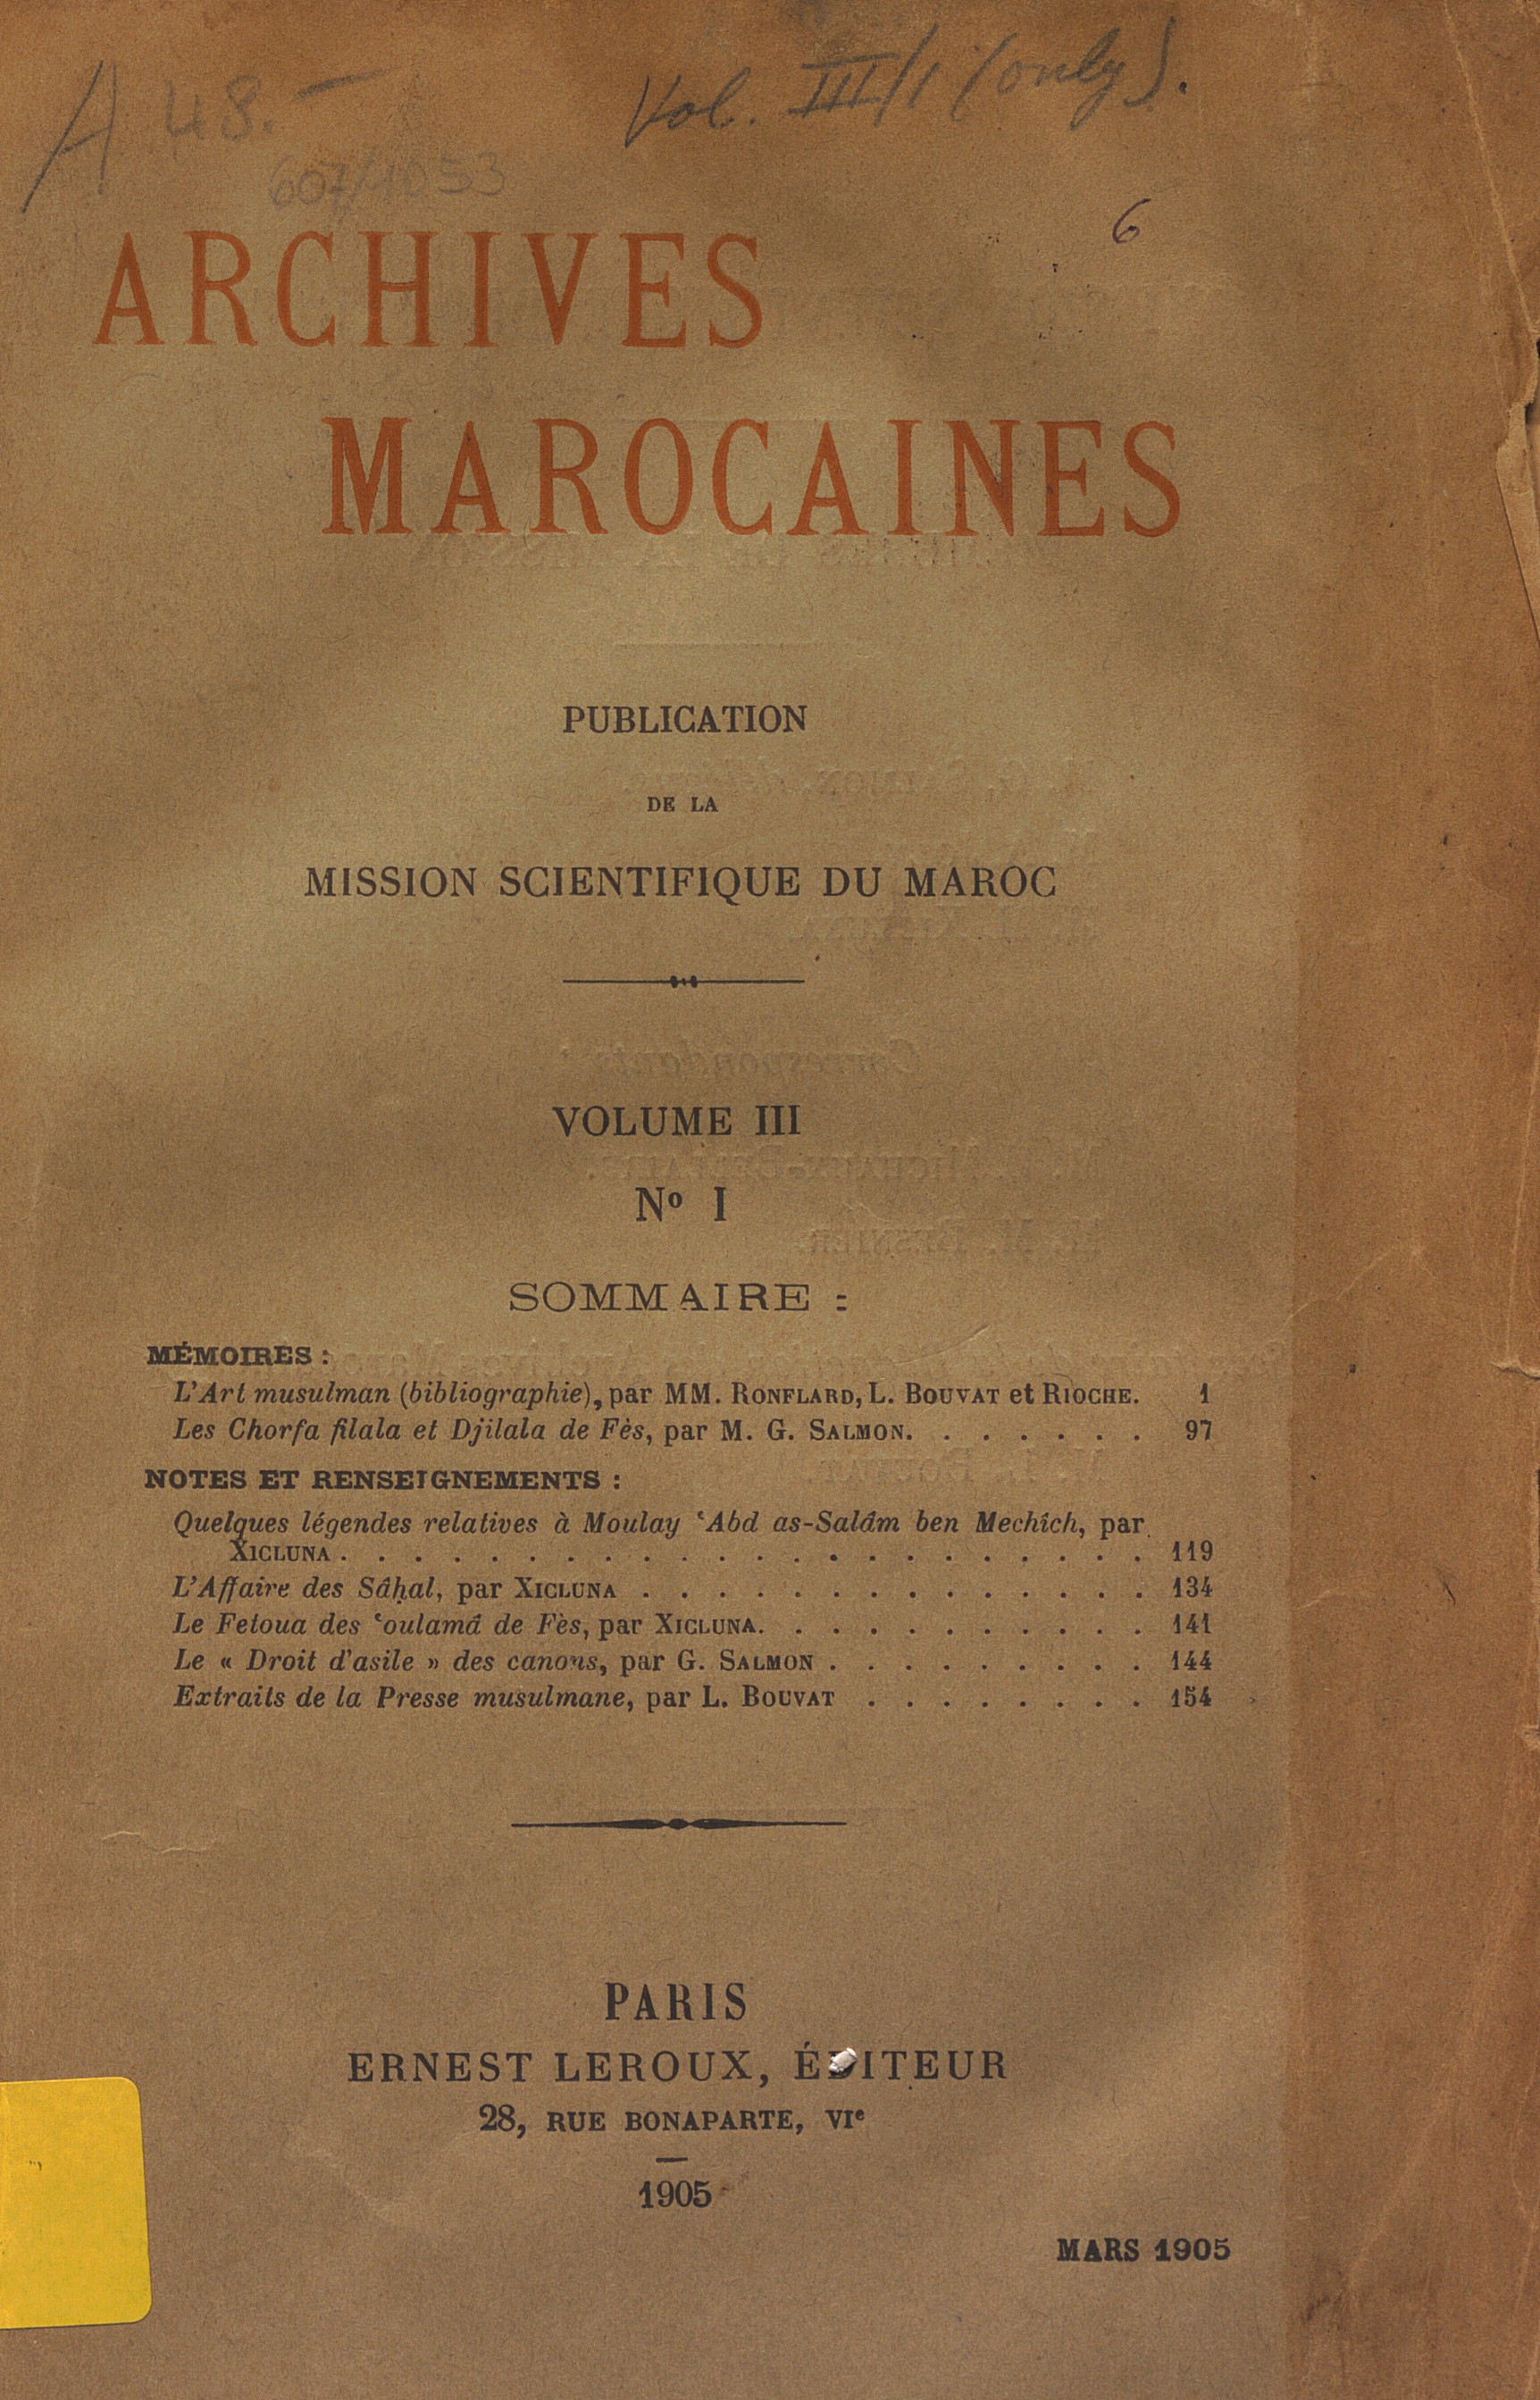 A 48.-
Vol. III/1 (only).
607/1053
6
ARCHIVES
MAROCAINES
PUBLICATION
DE LA
MISSION SCIENTIFIQUE DU MAROC
VOLUME III
Nº I
SOMMAIRE :
MÉMOIRES :
L'Art musulman (bibliographie), par MM. RONFLARD, L. BOUVAT et RIOCHE. 1
Les Chorfa filala et Djilala de Fès, par M. G. SALMON. . . . . . . 97
NOTES ET RENSEIGNEMENTS :
Quelques légendes relatives à Moulay ʿAbd as-Salâm ben Mechîch, par
XICLUNA . . . . . . . . . . . . . . . . . . . . . . 119
L'Affaire des Sâḥal, par XICLUNA . . . . . . . . . . . . . . 134
Le Fetoua des ʿoulamâ de Fès, par XICLUNA. . . . . . . . . . . 141
Le « Droit d'asile » des canons, par G. SALMON . . . . . . . . . 144
Extraits de la Presse musulmane, par L. BOUVAT . . . . . . . . 154
PARIS
ERNEST LEROUX, ÉDITEUR
28, RUE BONAPARTE, VIᵉ
1905
MARS 1905